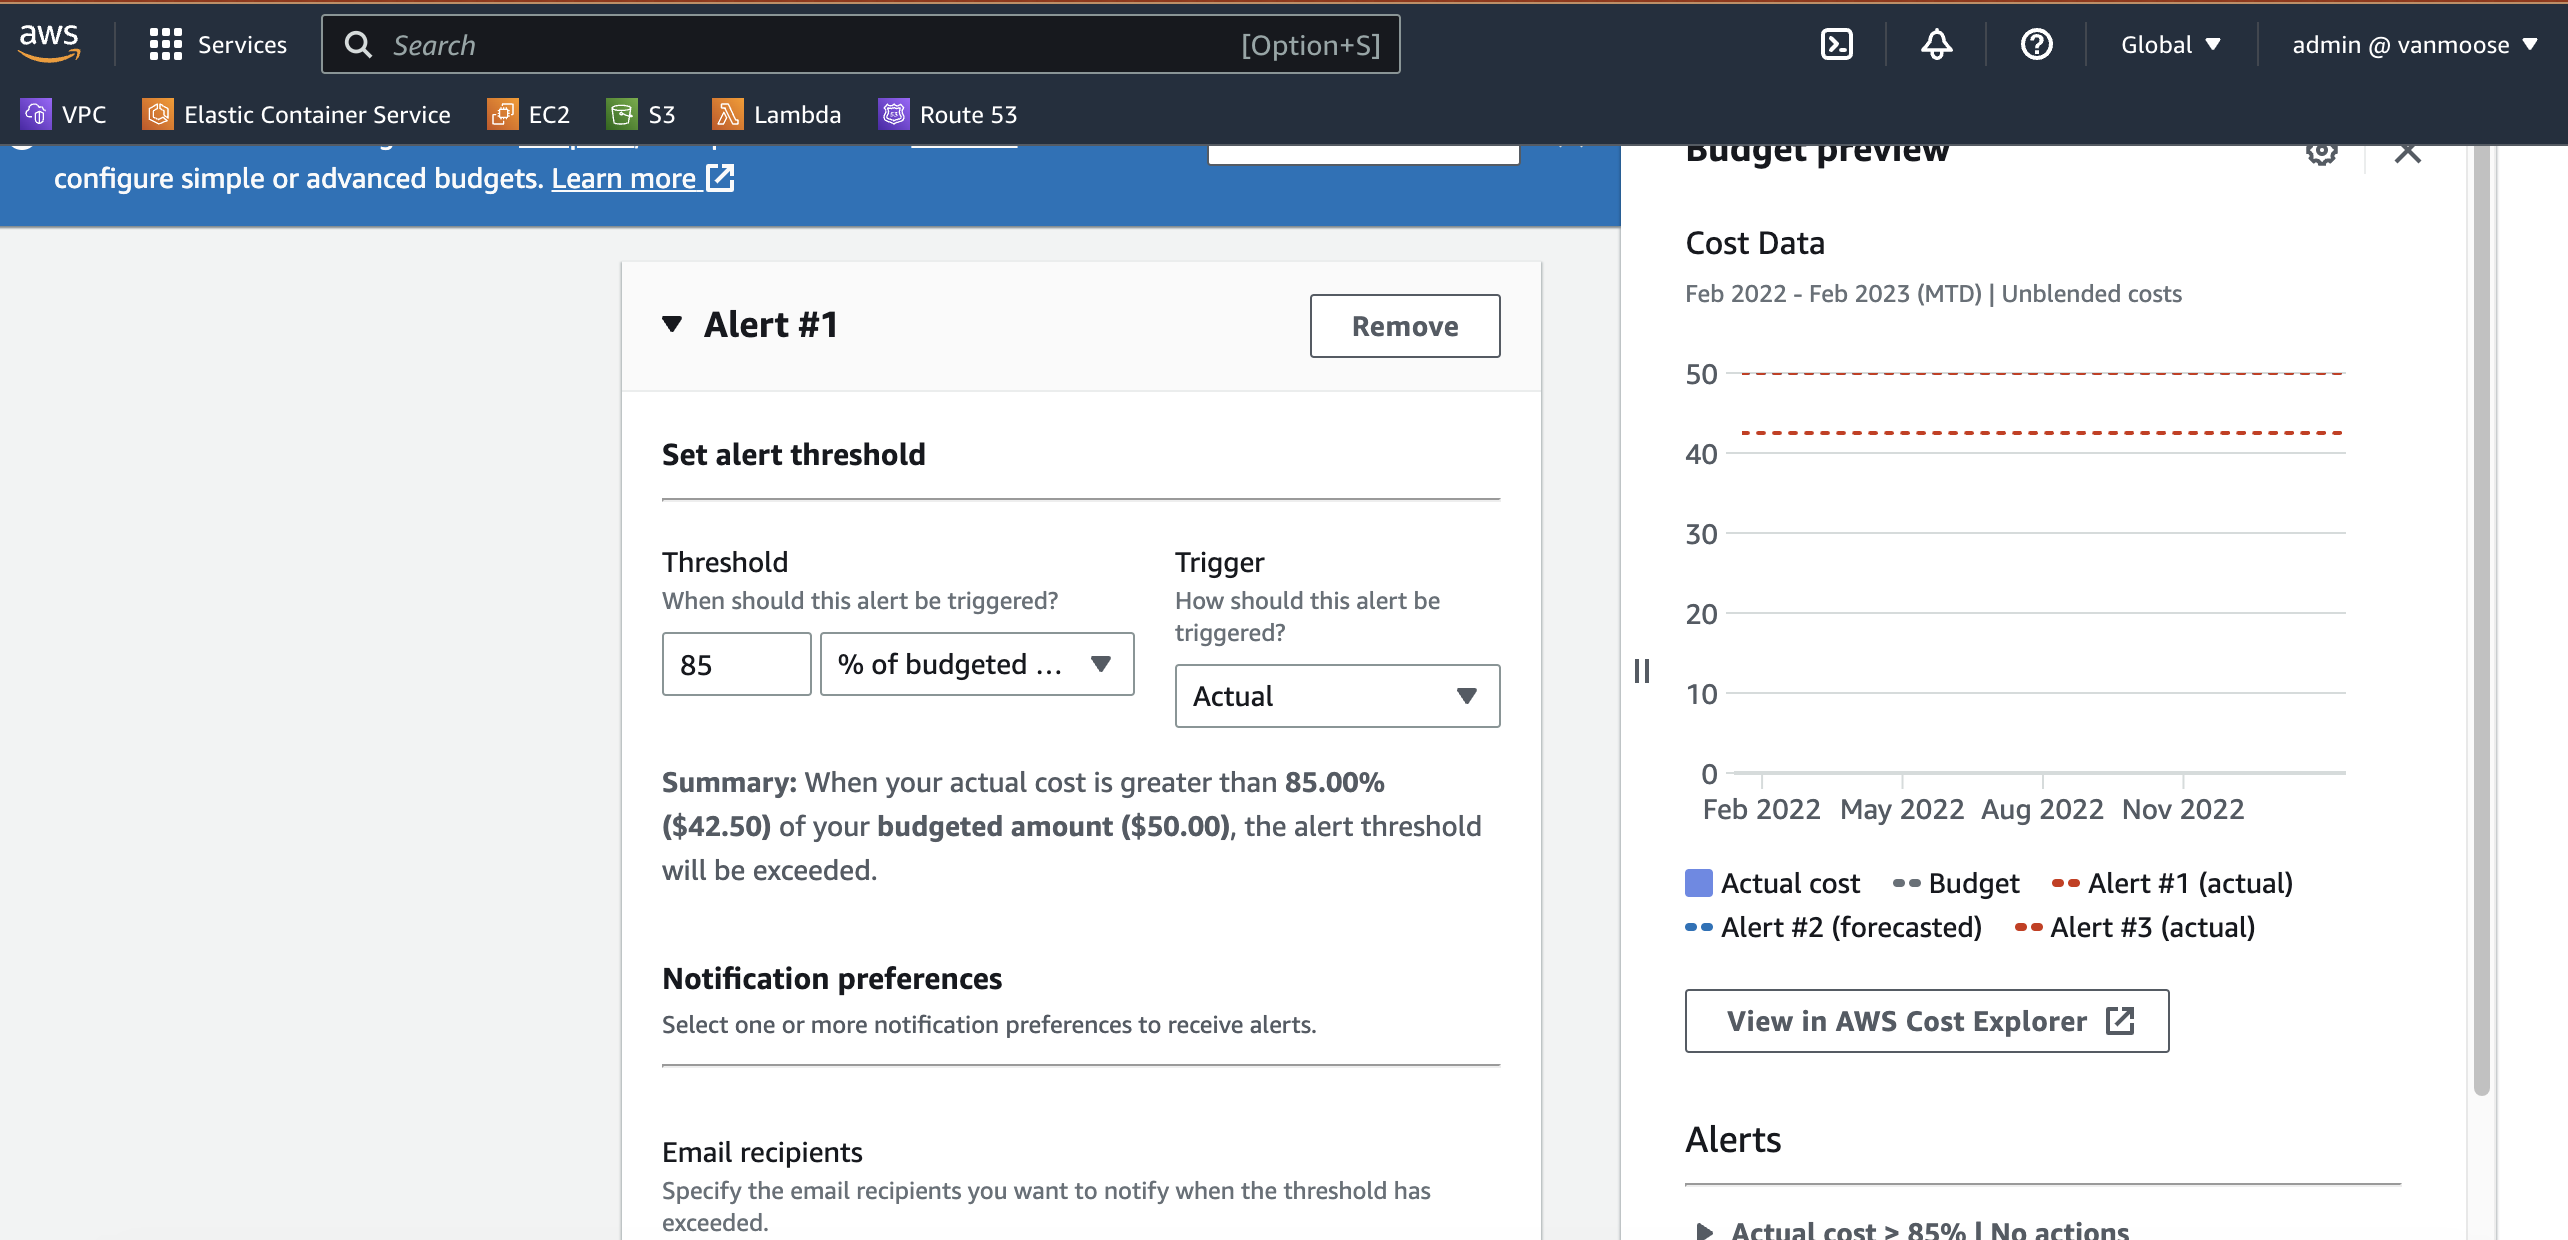 aws
Services
Search [Option+S]
Global
admin @ vanmoose
VPC
Elastic Container Service
EC2
S3
Lambda
Route 53
configure simple or advanced budgets. Learn more
Alert #1
Remove
Set alert threshold
Threshold
When should this alert be triggered?
85
% of budgeted ...
Trigger
How should this alert be
triggered?
Actual
Summary: When your actual cost is greater than 85.00%
($42.50) of your budgeted amount ($50.00), the alert threshold
will be exceeded.
Notification preferences
Select one or more notification preferences to receive alerts.
Email recipients
Specify the email recipients you want to notify when the threshold has
exceeded.
Budget preview
Cost Data
Feb 2022 - Feb 2023 (MTD) | Unblended costs
50
40
30
20
10
0
Feb 2022 May 2022 Aug 2022 Nov 2022
Actual cost Budget Alert #1 (actual)
Alert #2 (forecasted) Alert #3 (actual)
View in AWS Cost Explorer
Alerts
Actual cost > 85% | No actions